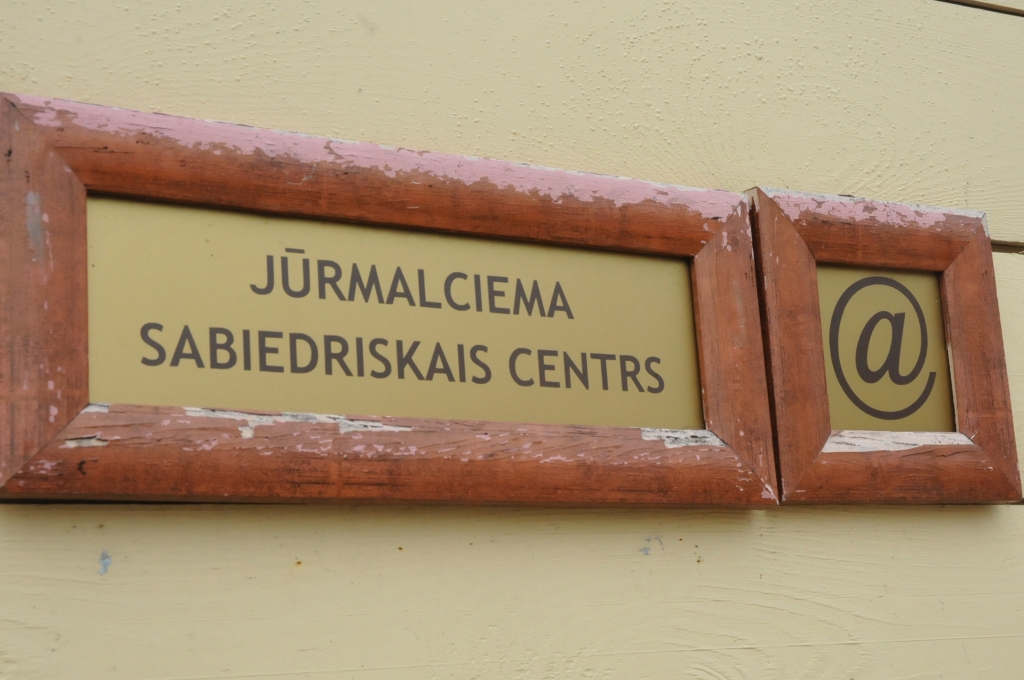 JŪRMALCIEMA
SABIEDRISKAIS CENTRS
@